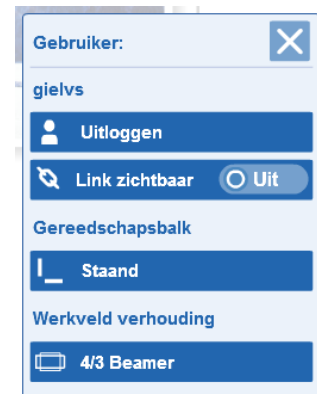 Gebruiker:
gielvs
Uitloggen
Link zichtbaar Uit
Gereedschapsbalk
Staand
Werkveld verhouding
4/3 Beamer